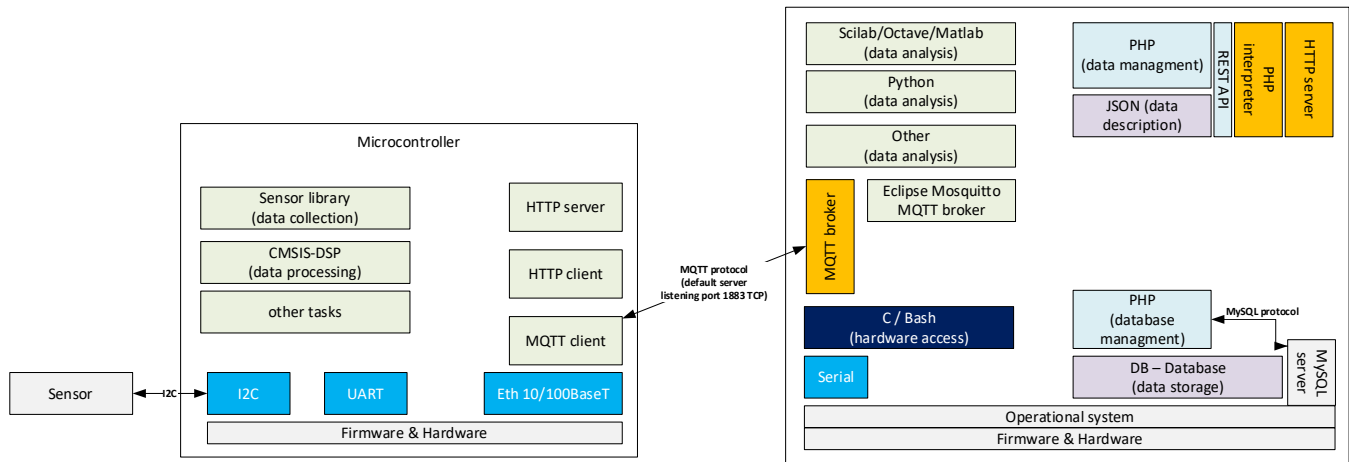 Microcontroller
Sensor library
(data collection)
CMSIS-DSP
(data processing)
other tasks
HTTP server
HTTP client
MQTT client
Sensor
I2C
I2C
UART
Eth 10/100BaseT
Firmware & Hardware
MQTT protocol
(default server
listening port 1883 TCP)
Scilab/Octave/Matlab
(data analysis)
Python
(data analysis)
Other
(data analysis)
MQTT broker
Eclipse Mosquitto
MQTT broker
C / Bash
(hardware access)
Serial
PHP
(data managment)
JSON (data
description)
REST API
PHP
interpreter
HTTP server
PHP
(database
managment)
MySQL protocol
DB – Database
(data storage)
MySQL
server
Operational system
Firmware & Hardware